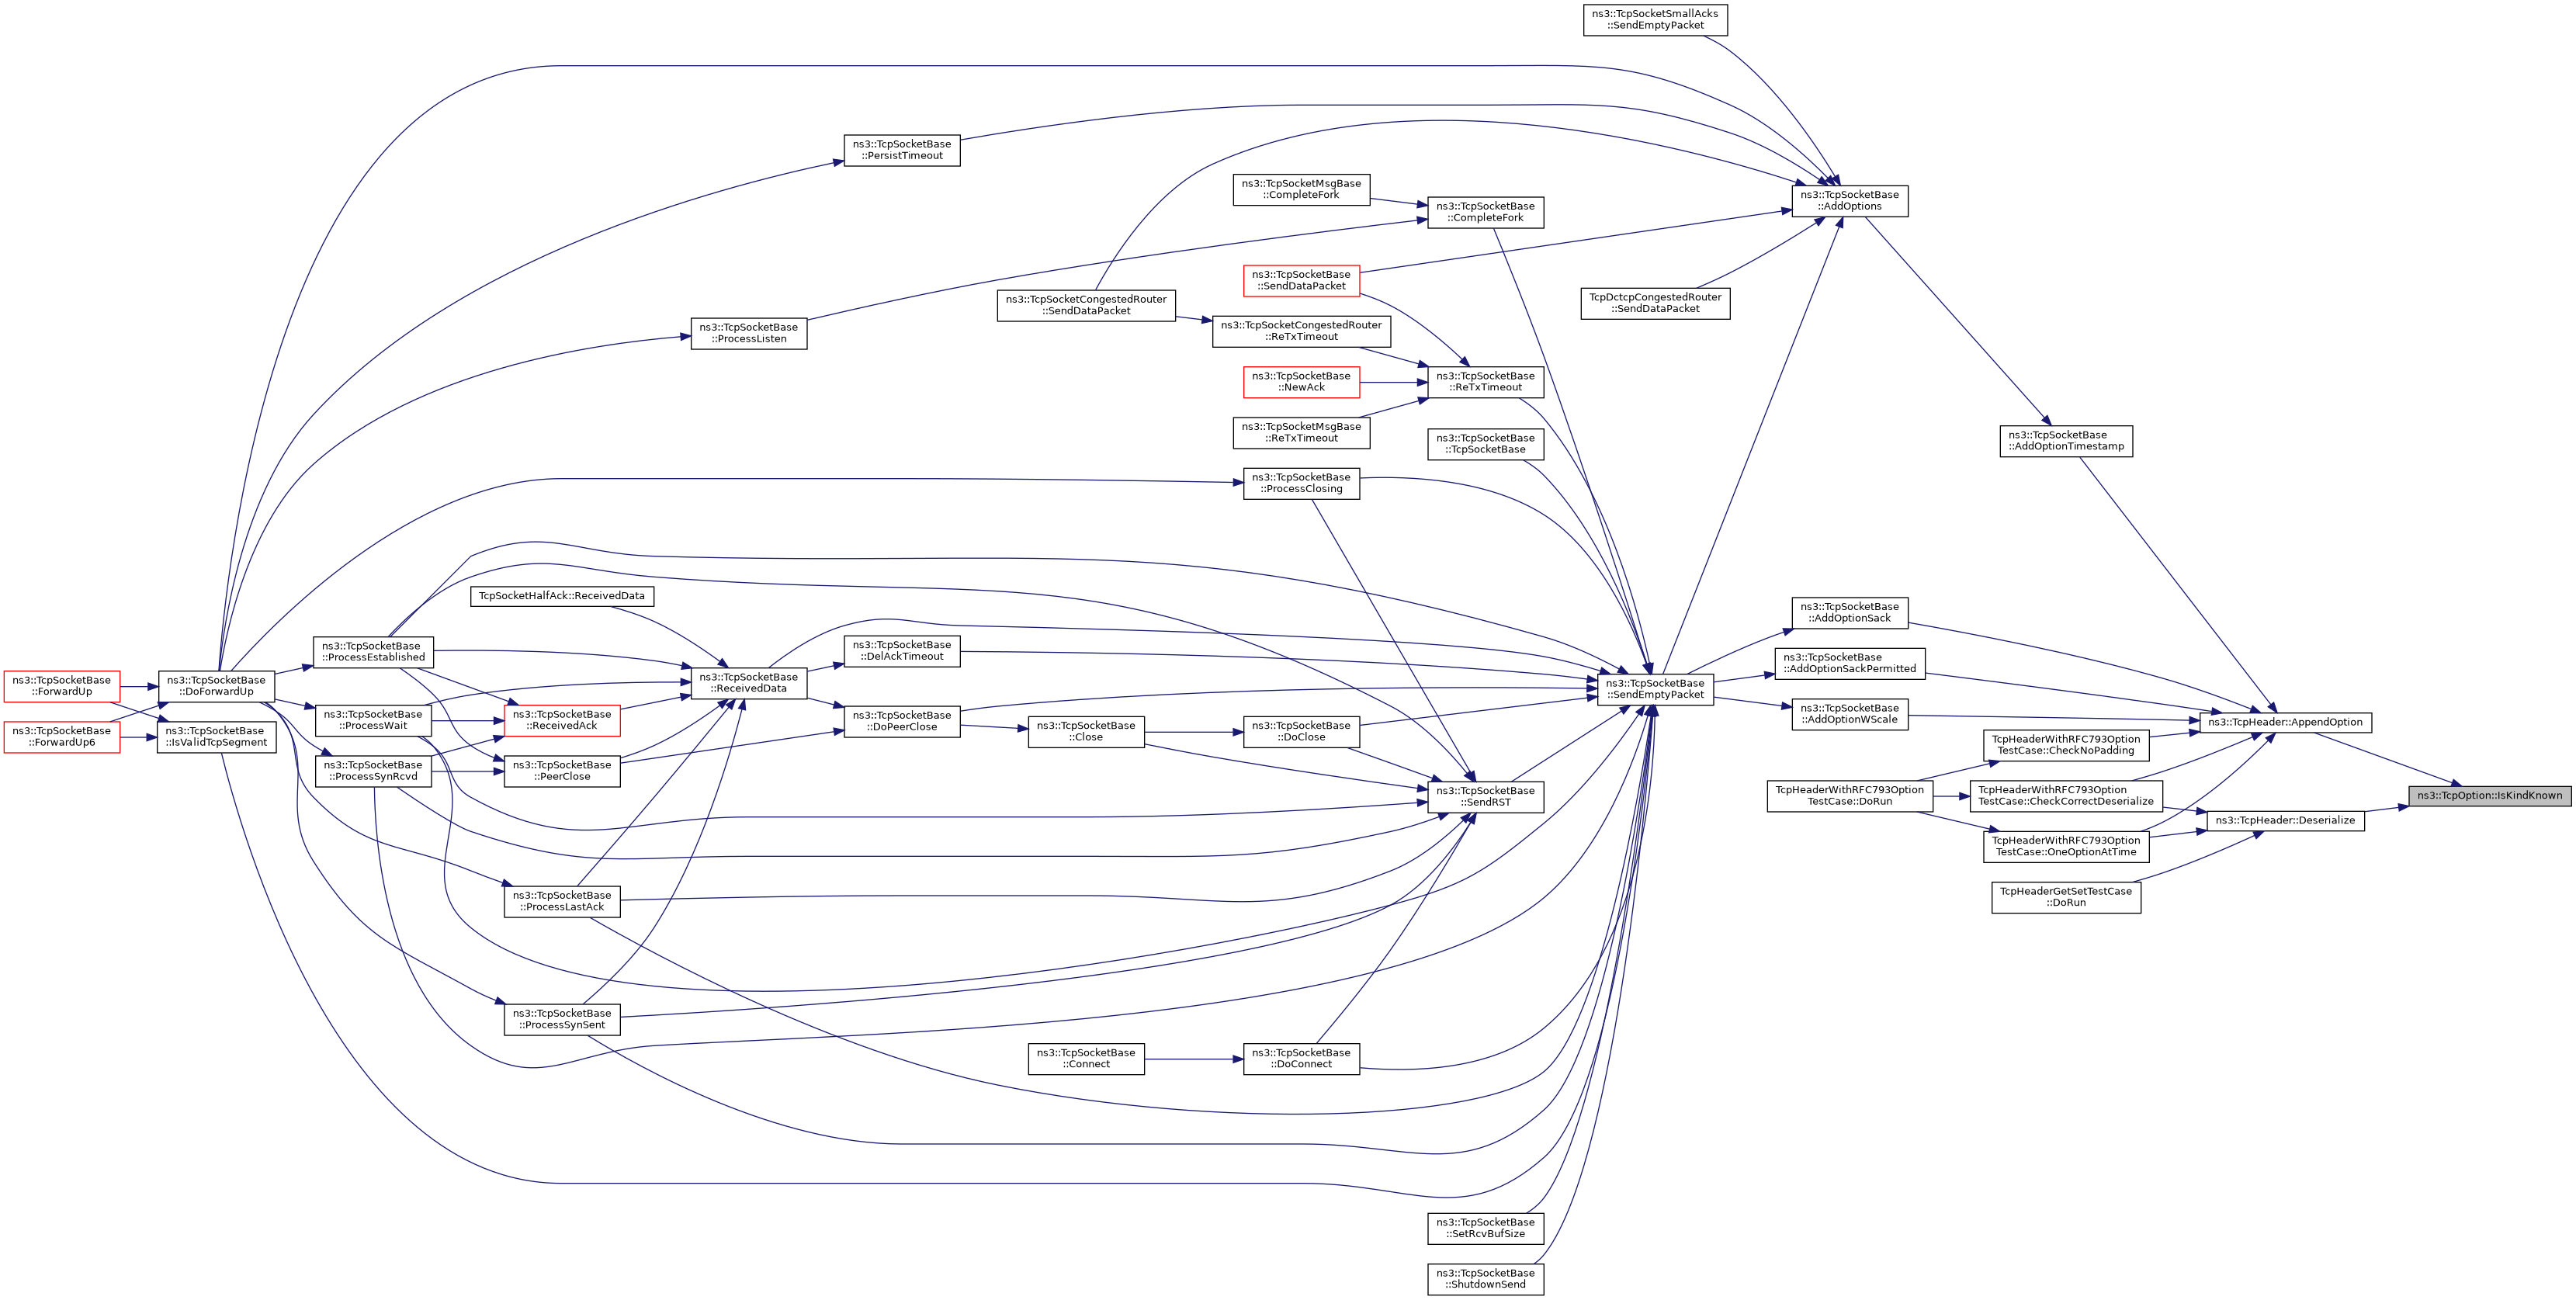 ns3::TcpSocketSmallAcks
::SendEmptyPacket
ns3::TcpSocketBase
::PersistTimeout
ns3::TcpSocketMsgBase
::CompleteFork
ns3::TcpSocketBase
::CompleteFork
ns3::TcpSocketBase
::AddOptions
ns3::TcpSocketBase
::SendDataPacket
ns3::TcpSocketCongestedRouter
::SendDataPacket
TcpDctcpCongestedRouter
::SendDataPacket
ns3::TcpSocketBase
::ProcessListen
ns3::TcpSocketCongestedRouter
::ReTxTimeout
ns3::TcpSocketBase
::NewAck
ns3::TcpSocketBase
::ReTxTimeout
ns3::TcpSocketMsgBase
::ReTxTimeout
ns3::TcpSocketBase
::TcpSocketBase
ns3::TcpSocketBase
::AddOptionTimestamp
ns3::TcpSocketBase
::ProcessClosing
TcpSocketHalfAck::ReceivedData
ns3::TcpSocketBase
::AddOptionSack
ns3::TcpSocketBase
::ProcessEstablished
ns3::TcpSocketBase
::DelAckTimeout
ns3::TcpSocketBase
::AddOptionSackPermitted
ns3::TcpSocketBase
::ForwardUp
ns3::TcpSocketBase
::DoForwardUp
ns3::TcpSocketBase
::ReceivedData
ns3::TcpSocketBase
::SendEmptyPacket
ns3::TcpSocketBase
::AddOptionWScale
ns3::TcpSocketBase
::ProcessWait
ns3::TcpSocketBase
::ReceivedAck
ns3::TcpSocketBase
::DoPeerClose
ns3::TcpSocketBase
::Close
ns3::TcpSocketBase
::DoClose
ns3::TcpHeader::AppendOption
ns3::TcpSocketBase
::ForwardUp6
ns3::TcpSocketBase
::IsValidTcpSegment
TcpHeaderWithRFC793Option
TestCase::CheckNoPadding
ns3::TcpSocketBase
::ProcessSynRcvd
ns3::TcpSocketBase
::PeerClose
ns3::TcpSocketBase
::SendRST
TcpHeaderWithRFC793Option
TestCase::DoRun
TcpHeaderWithRFC793Option
TestCase::CheckCorrectDeserialize
ns3::TcpOption::IsKindKnown
ns3::TcpHeader::Deserialize
TcpHeaderWithRFC793Option
TestCase::OneOptionAtTime
ns3::TcpSocketBase
::ProcessLastAck
TcpHeaderGetSetTestCase
::DoRun
ns3::TcpSocketBase
::ProcessSynSent
ns3::TcpSocketBase
::Connect
ns3::TcpSocketBase
::DoConnect
ns3::TcpSocketBase
::SetRcvBufSize
ns3::TcpSocketBase
::ShutdownSend